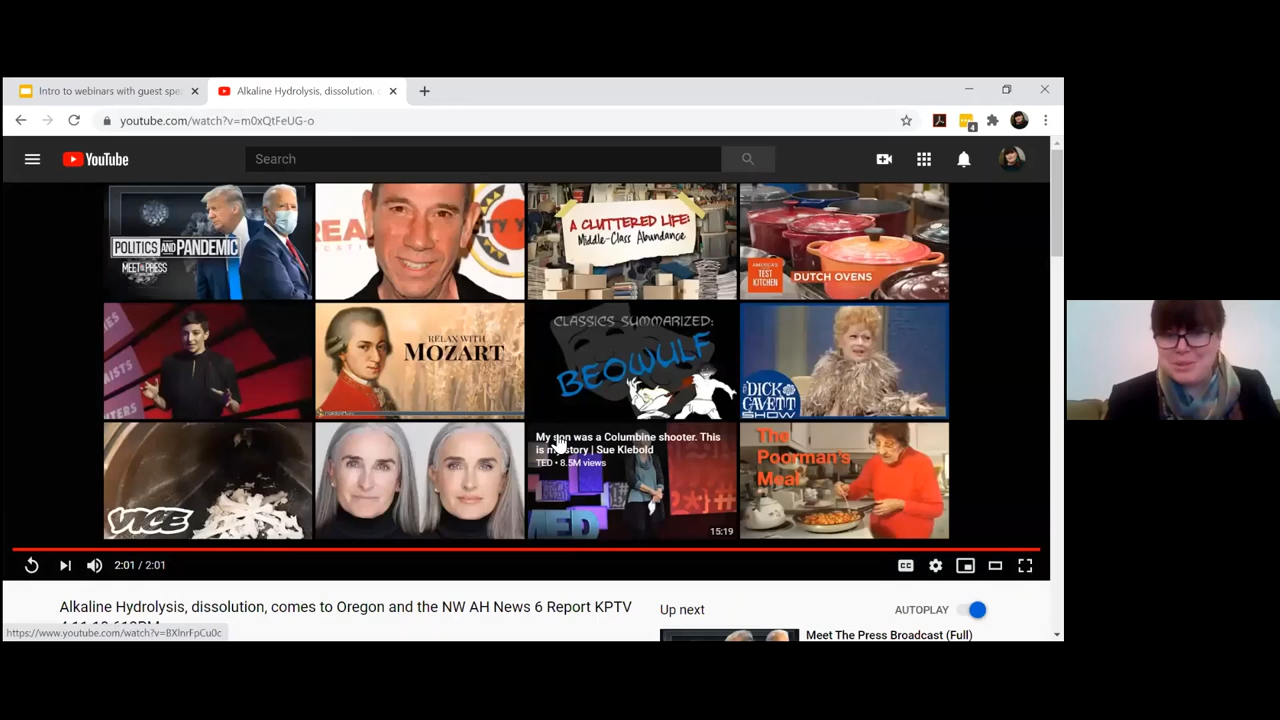 Intro to webinars with guest spe
Alkaline Hydrolysis, dissolution, c
youtube.com/watch?v=m0xQtFeUG-o
4
YouTube
Search
POLITICS AND PANDEMIC
MEET THE PRESS
A CLUTTERED LIFE:
Middle-Class Abundance
AMERICA'S
TEST
KITCHEN
DUTCH OVENS
RELAX WITH
MOZART
CLASSICS SUMMARIZED:
BEOWULF
THE
DICK
CAVETT
SHOW
VICE
My son was a Columbine shooter. This
is my story | Sue Klebold
TED • 8.5M views
15:19
The
Poorman's
Meal
2:01 / 2:01
CC
Alkaline Hydrolysis, dissolution, comes to Oregon and the NW AH News 6 Report KPTV
Up next
AUTOPLAY
Meet The Press Broadcast (Full)
https://www.youtube.com/watch?v=BXlnrFpCu0c